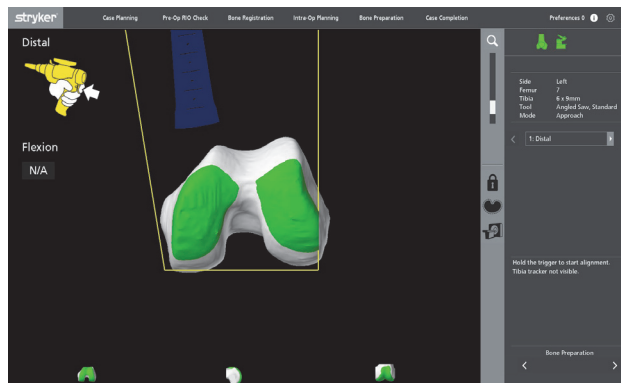 stryker
Case Planning
Pre-Op RIO Check
Bone Registration
Intra-Op Planning
Bone Preparation
Case Completion
Preferences 0
Distal
Flexion
N/A
Side Left
Femur 7
Tibia 6 x 9mm
Tool Angled Saw, Standard
Mode Approach
1: Distal
Hold the trigger to start alignment.
Tibia tracker not visible.
Bone Preparation